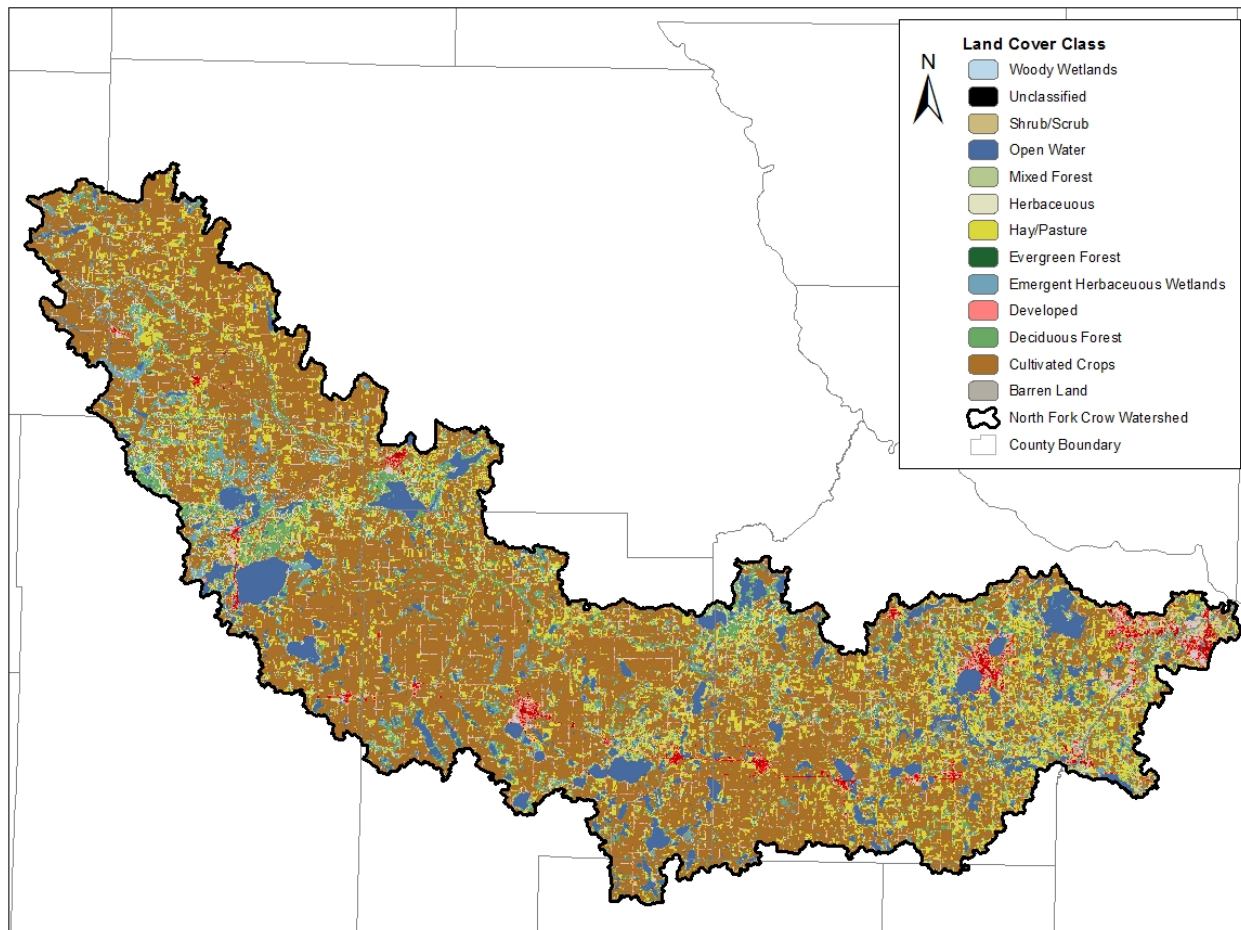 Land Cover Class
N
Woody Wetlands
Unclassified
Shrub/Scrub
Open Water
Mixed Forest
Herbaceuous
Hay/Pasture
Evergreen Forest
Emergent Herbaceuous Wetlands
Developed
Deciduous Forest
Cultivated Crops
Barren Land
North Fork Crow Watershed
County Boundary